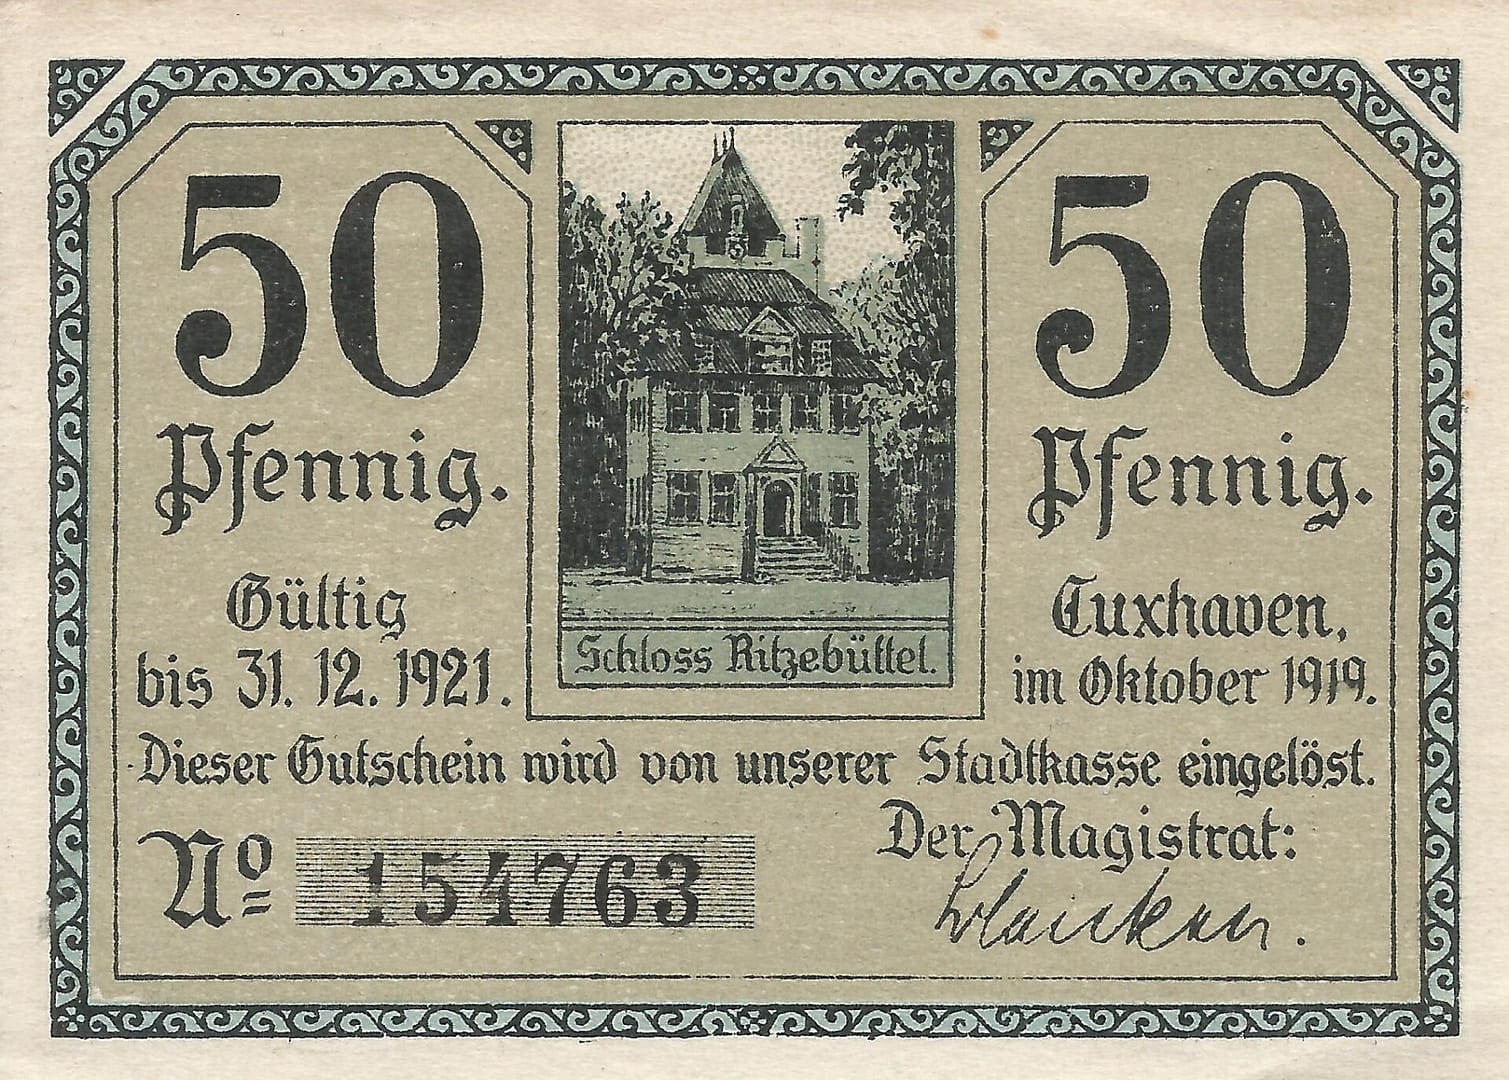 50
Pfennig.
Gültig
bis 31. 12. 1921.
Schloss Ritzebüttel.
50
Pfennig.
Cuxhaven,
im Oktober 1919.
Dieser Gutschein wird von unserer Stadtkasse eingelöst.
Der Magistrat:
No 154763